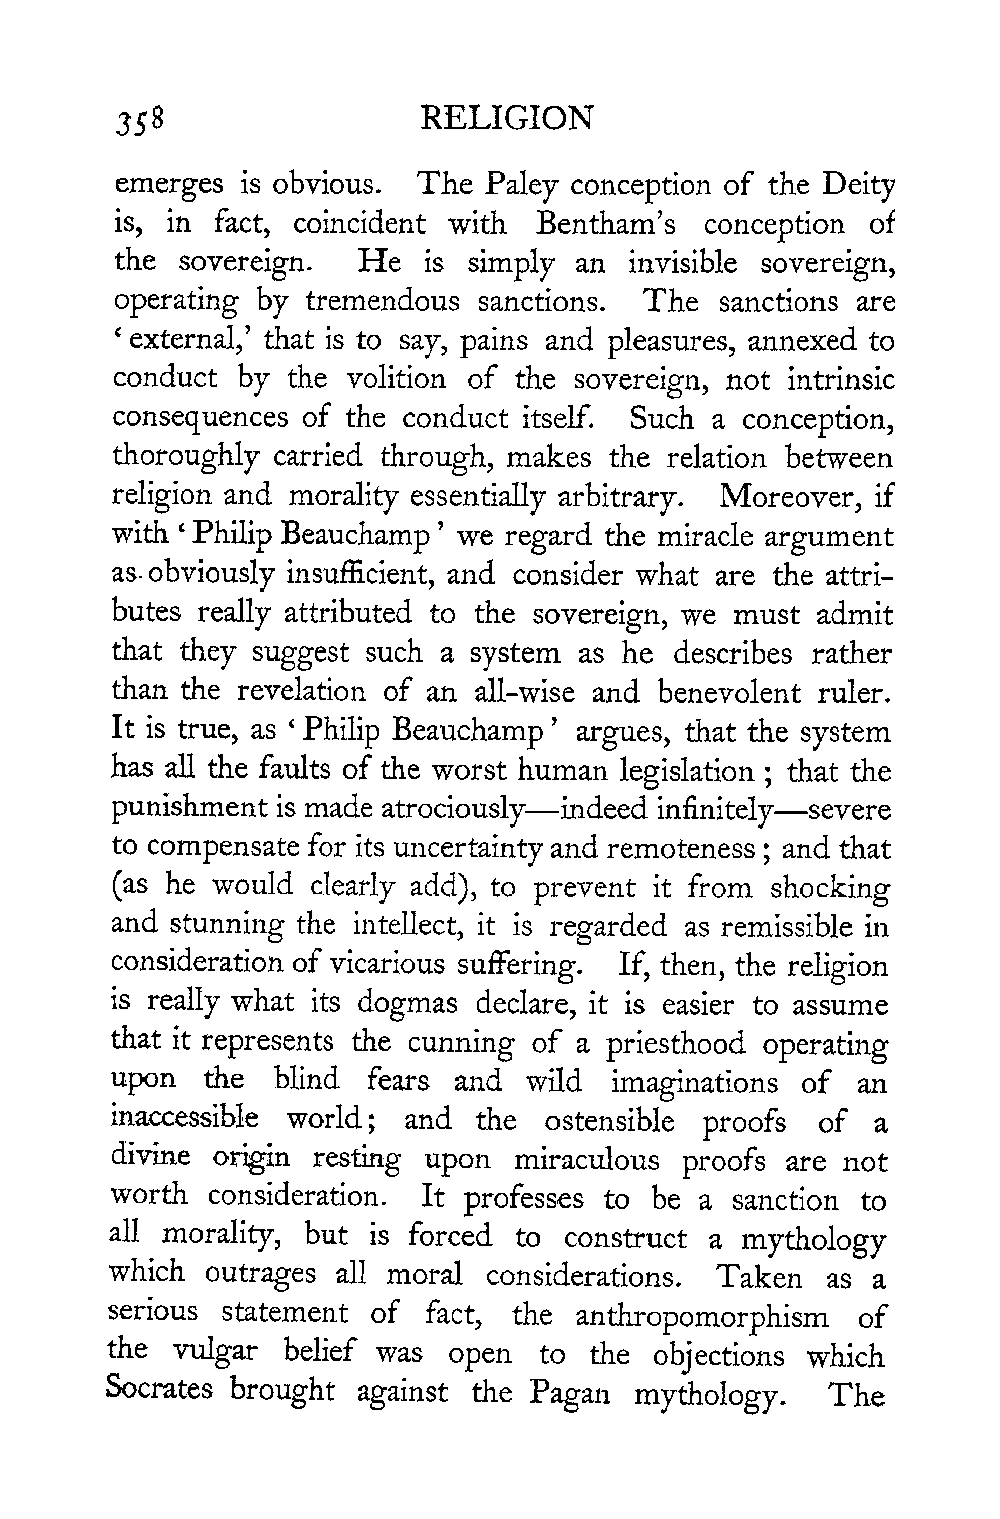 358 RELIGION
emerges is obvious. The Paley conception of the Deity
is, in fact, coincident with Bentham's conception of
the sovereign. He is simply an invisible sovereign,
operating by tremendous sanctions. The sanctions are
‘external,’ that is to say, pains and pleasures, annexed to
conduct by the volition of the sovereign, not intrinsic
consequences of the conduct itself. Such a conception,
thoroughly carried through, makes the relation between
religion and morality essentially arbitrary. Moreover, if
with ‘Philip Beauchamp’ we regard the miracle argument
as obviously insufficient, and consider what are the attri-
butes really attributed to the sovereign, we must admit
that they suggest such a system as he describes rather
than the revelation of an all-wise and benevolent ruler.
It is true, as ‘Philip Beauchamp’ argues, that the system
has all the faults of the worst human legislation; that the
punishment is made atrociously—indeed infinitely—severe
to compensate for its uncertainty and remoteness; and that
(as he would clearly add), to prevent it from shocking
and stunning the intellect, it is regarded as remissible in
consideration of vicarious suffering. If, then, the religion
is really what its dogmas declare, it is easier to assume
that it represents the cunning of a priesthood operating
upon the blind fears and wild imaginations of an
inaccessible world; and the ostensible proofs of a
divine origin resting upon miraculous proofs are not
worth consideration. It professes to be a sanction to
all morality, but is forced to construct a mythology
which outrages all moral considerations. Taken as a
serious statement of fact, the anthropomorphism of
the vulgar belief was open to the objections which
Socrates brought against the Pagan mythology. The